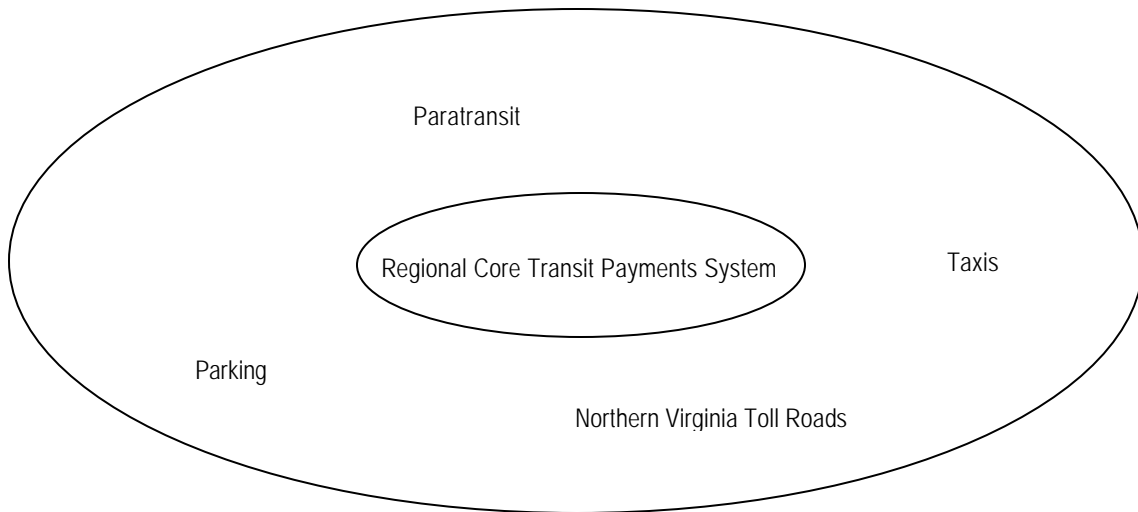 Paratransit
Regional Core Transit Payments System
Taxis
Parking
Northern Virginia Toll Roads